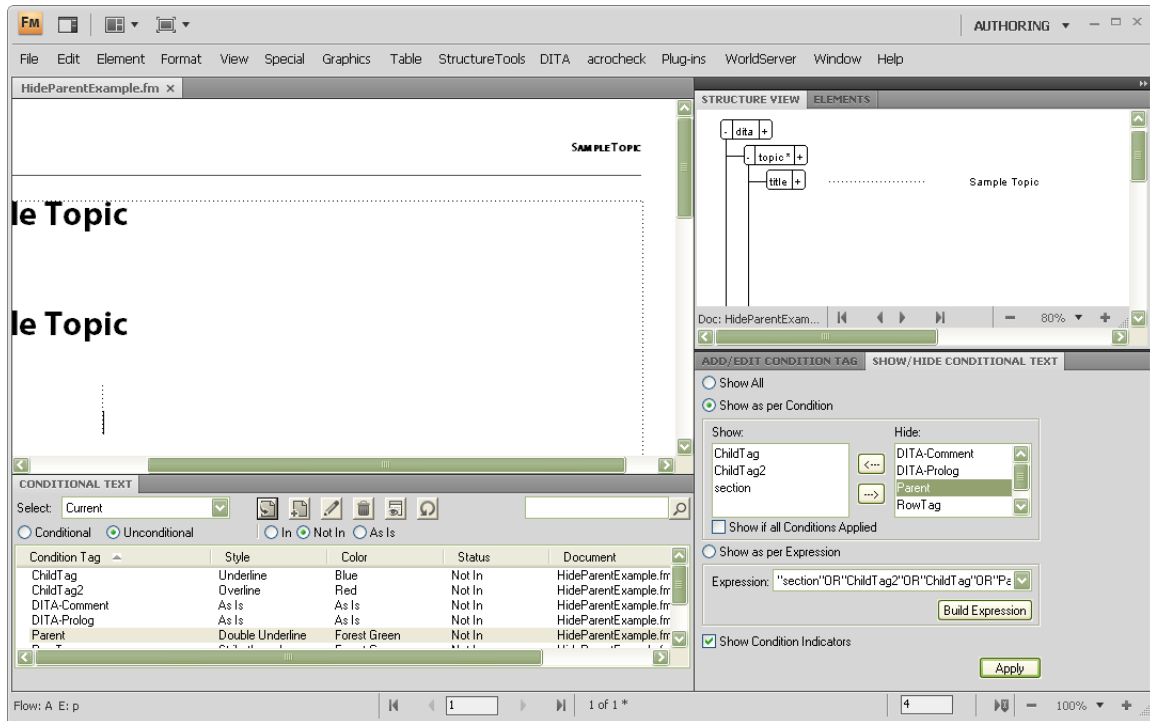 FM
AUTHORING
File Edit Element Format View Special Graphics Table StructureTools DITA acrocheck Plug-ins WorldServer Window Help
HideParentExample.fm ×
SAMPLE TOPIC
le Topic
le Topic
STRUCTURE VIEW ELEMENTS
- dita +
- topic* +
title + Sample Topic
Doc: HideParentExam... 80%
CONDITIONAL TEXT
Select: Current
Conditional Unconditional In Not In As Is
Condition Tag Style Color Status Document
ChildTag Underline Blue Not In HideParentExample.fm
ChildTag2 Overline Red Not In HideParentExample.fm
DITA-Comment As Is As Is Not In HideParentExample.fm
DITA-Prolog As Is As Is Not In HideParentExample.fm
Parent Double Underline Forest Green Not In HideParentExample.fm
ADD/EDIT CONDITION TAG SHOW/HIDE CONDITIONAL TEXT
Show All
Show as per Condition
Show: Hide:
ChildTag DITA-Comment
ChildTag2 DITA-Prolog
section Parent
RowTag
<---
--->
Show if all Conditions Applied
Show as per Expression
Expression: "section"OR"ChildTag2"OR"ChildTag"OR"Pa
Build Expression
Show Condition Indicators
Apply
Flow: A E: p 1 1 of 1 * 4 100%